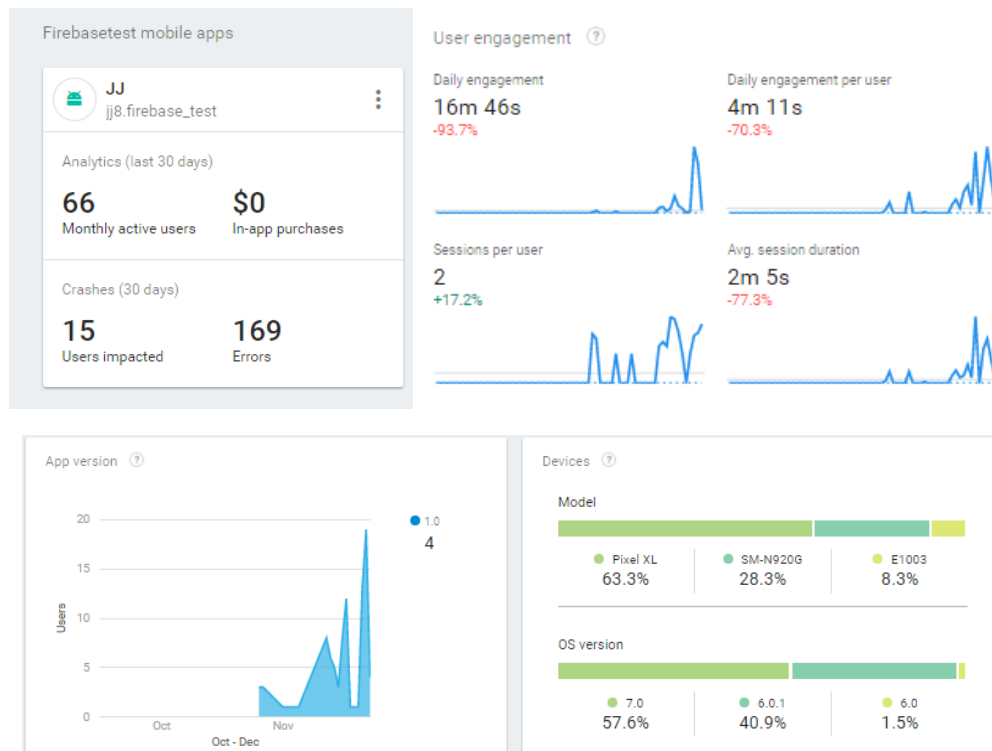 Firebasetest mobile apps
JJ
jj8.firebase_test
Analytics (last 30 days)
66
$0
Monthly active users
In-app purchases
Crashes (30 days)
15
169
Users impacted
Errors
User engagement ?
Daily engagement
16m 46s
-93.7%
Daily engagement per user
4m 11s
-70.3%
Sessions per user
2
+17.2%
Avg. session duration
2m 5s
-77.3%
App version ?
20
15
10
5
0
Users
Oct
Nov
Oct - Dec
1.0
4
Devices ?
Model
Pixel XL
63.3%
SM-N920G
28.3%
E1003
8.3%
OS version
7.0
57.6%
6.0.1
40.9%
6.0
1.5%